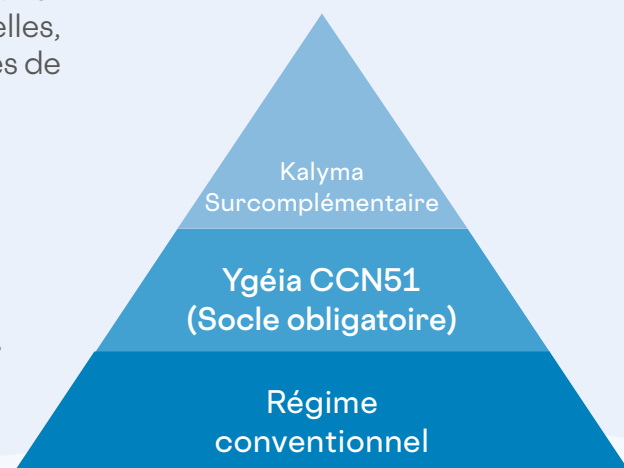 elles,
es de
Kalyma
Surcomplémentaire
Ygéia CCN51
(Socle obligatoire)
Régime
conventionnel